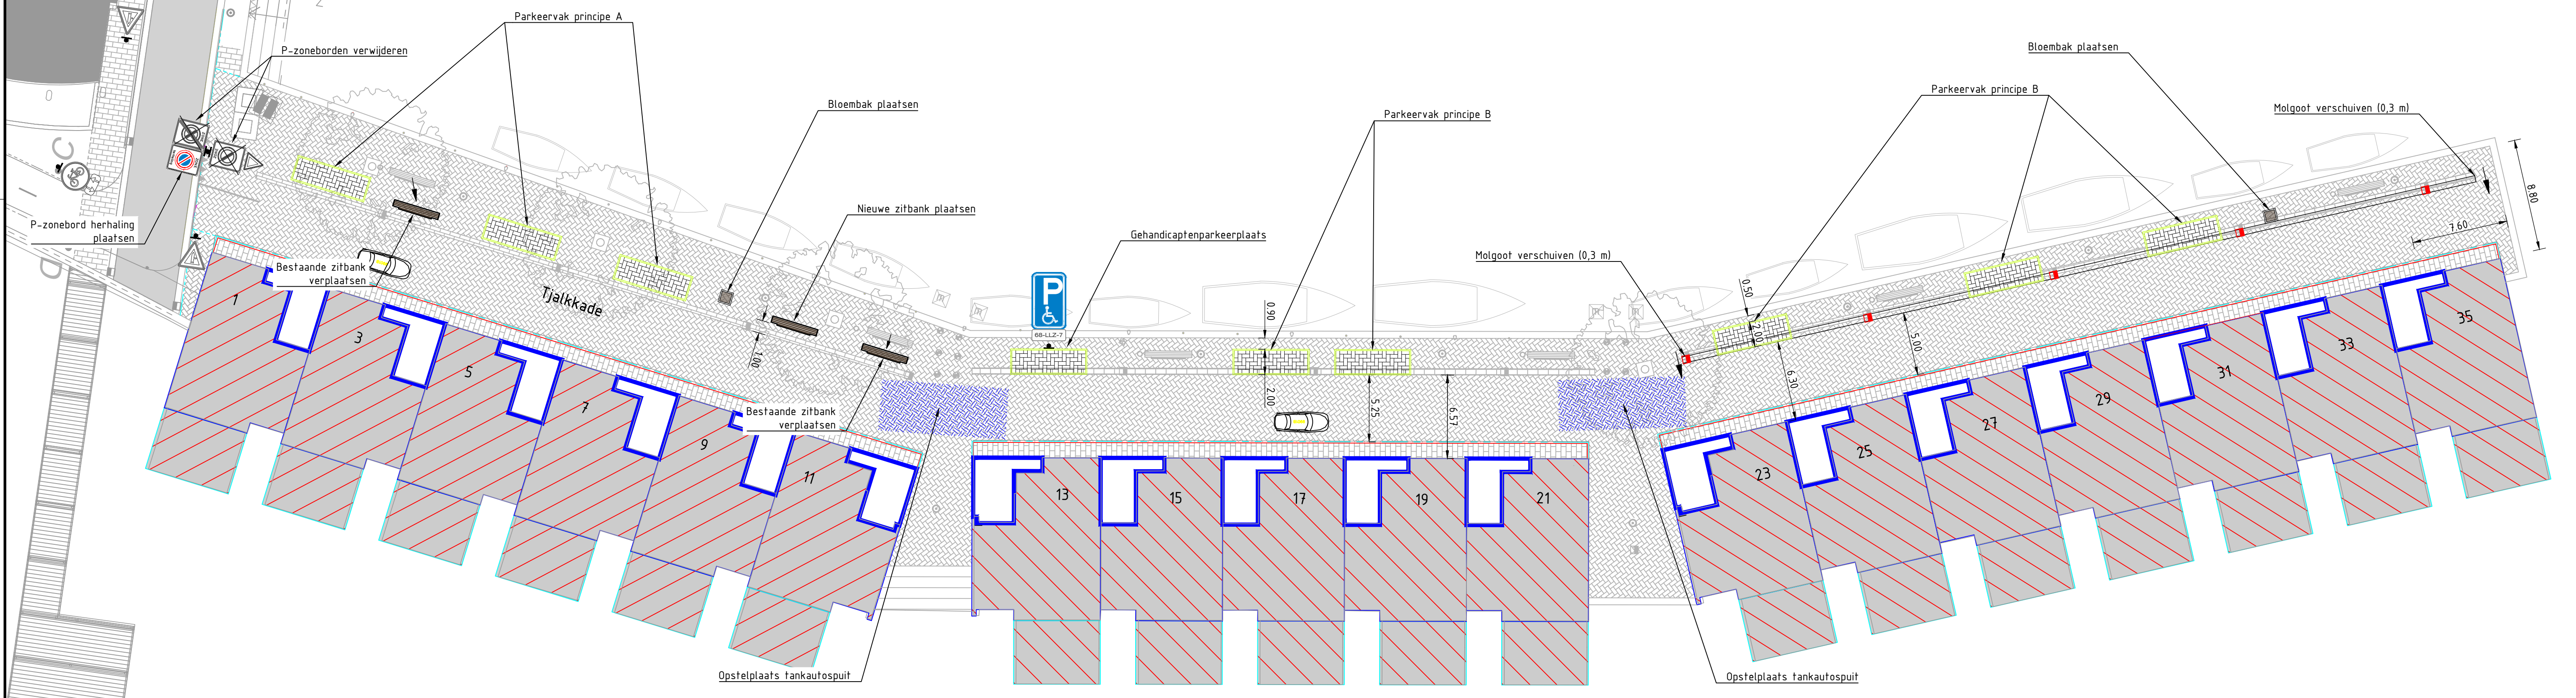 Parkeervak principe A
P-zoneborden verwijderen
Bloembak plaatsen
Parkeervak principe B
Bloembak plaatsen
Parkeervak principe B
Molgoot verschuiven (0,3 m)
P-zonebord herhaling
plaatsen
Nieuwe zitbank plaatsen
Gehandicaptenparkeerplaats
Molgoot verschuiven (0,3 m)
Bestaande zitbank
verplaatsen
Tjalkkade
P
68-LLZ-7
0.90
2.00
5.25
6.57
1.00
0.50
2.00
6.30
5.00
7.60
8.80
Bestaande zitbank
verplaatsen
1
3
5
7
9
11
13
15
17
19
21
23
25
27
29
31
33
35
Opstelplaats tankautospuit
Opstelplaats tankautospuit